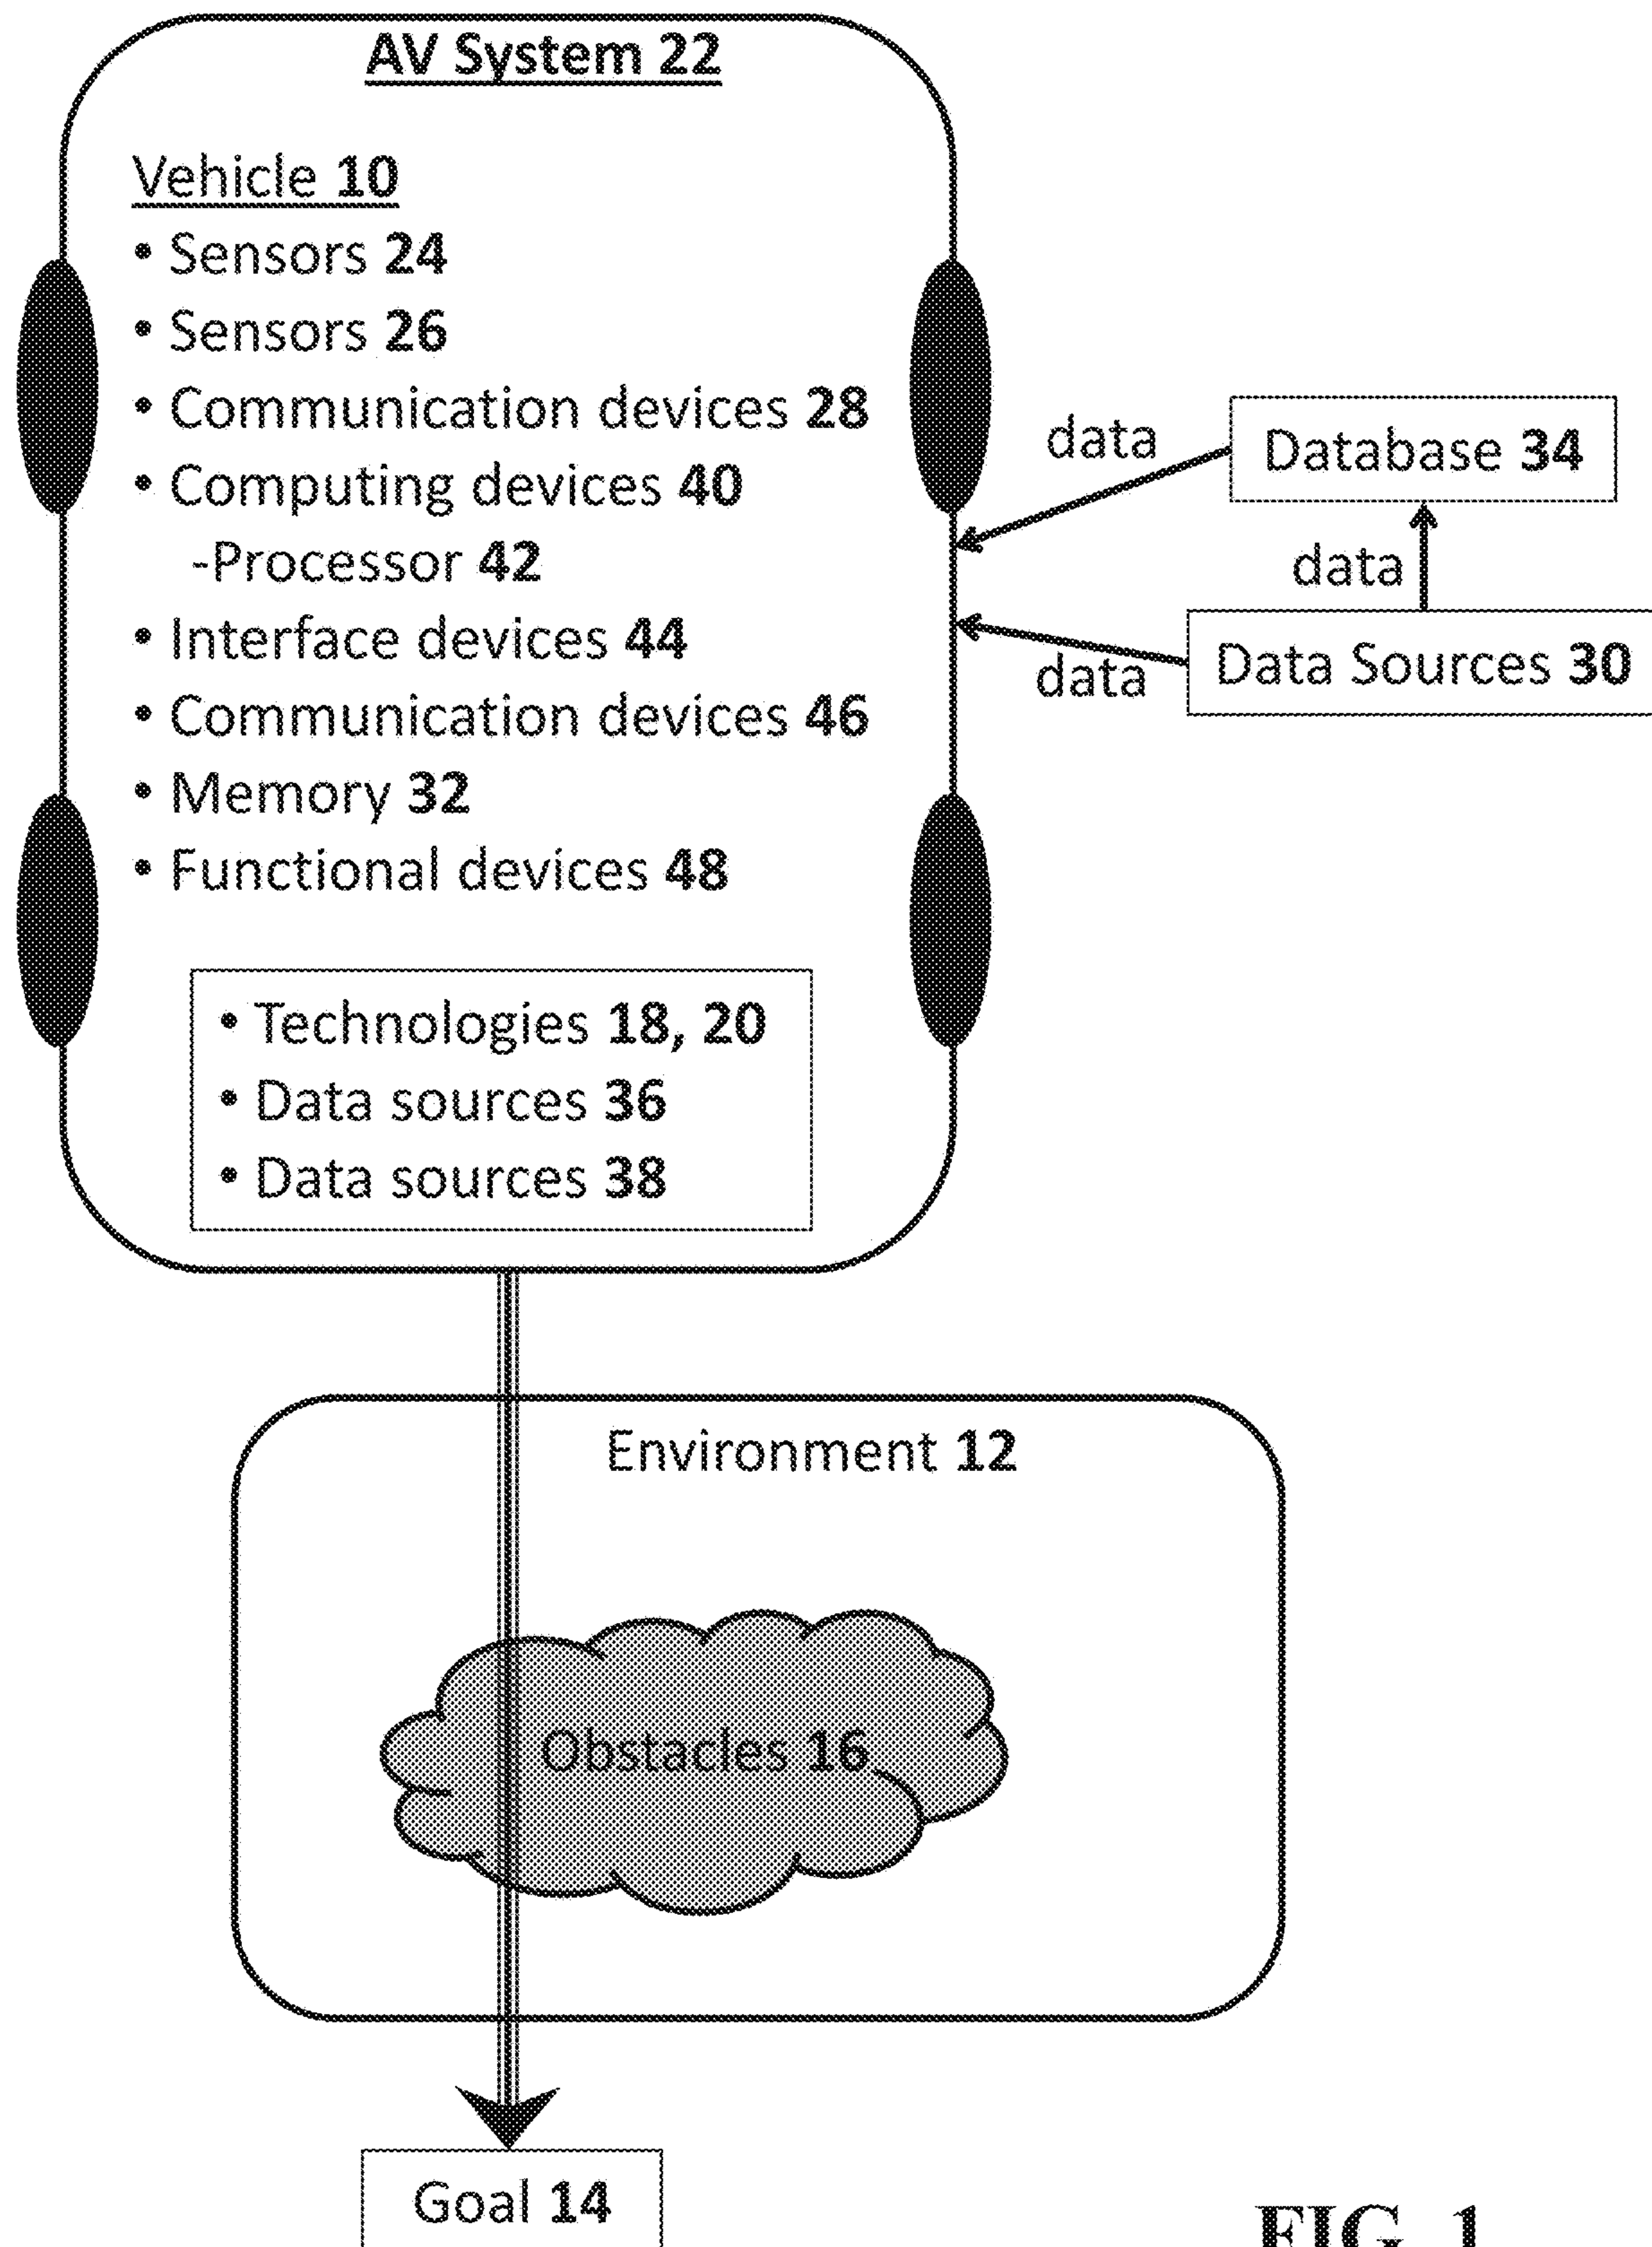 AV System 22
Vehicle 10
• Sensors 24
• Sensors 26
• Communication devices 28
• Computing devices 40
-Processor 42
• Interface devices 44
• Communication devices 46
• Memory 32
• Functional devices 48
• Technologies 18, 20
• Data sources 36
• Data sources 38
data
Database 34
data
Data Sources 30
data
Environment 12
Obstacles 16
Goal 14
FIG. 1